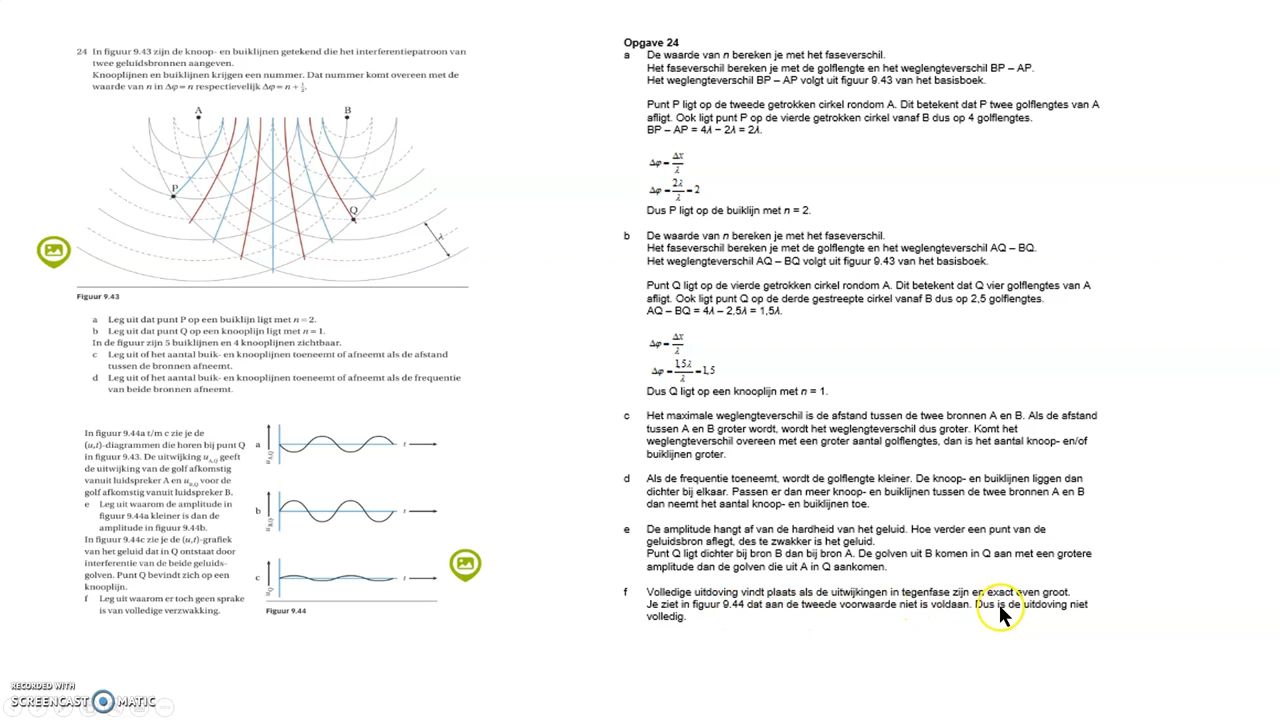 24 In figuur 9.43 zijn de knoop- en buiklijnen getekend die het interferentiepatroon van
twee geluidsbronnen aangeven.
Knooplijnen en buiklijnen krijgen een nummer. Dat nummer komt overeen met de
waarde van n in Δφ = n respectievelijk Δφ = n + ½.
A
B
P
Q
λ
Figuur 9.43
a Leg uit dat punt P op een buiklijn ligt met n = 2.
b Leg uit dat punt Q op een knooplijn ligt met n = 1.
In de figuur zijn 5 buiklijnen en 4 knooplijnen zichtbaar.
c Leg uit of het aantal buik- en knooplijnen toeneemt of afneemt als de afstand
tussen de bronnen afneemt.
d Leg uit of het aantal buik- en knooplijnen toeneemt of afneemt als de frequentie
van beide bronnen afneemt.
In figuur 9.44a t/m c zie je de
(u,t)-diagrammen die horen bij punt Q
in figuur 9.43. De uitwijking u A,Q geeft
de uitwijking van de golf afkomstig
vanuit luidspreker A en u B,Q voor de
golf afkomstig vanuit luidspreker B.
e Leg uit waarom de amplitude in
figuur 9.44a kleiner is dan de
amplitude in figuur 9.44b.
In figuur 9.44c zie je de (u,t)-grafiek
van het geluid dat in Q ontstaat door
interferentie van de beide geluids-
golven. Punt Q bevindt zich op een
knooplijn.
f Leg uit waarom er toch geen sprake
is van volledige verzwakking.
a
u A,Q
t
b
u B,Q
t
c
t
Figuur 9.44
Opgave 24
a De waarde van n bereken je met het faseverschil.
Het faseverschil bereken je met de golflengte en het weglengteverschil BP – AP.
Het weglengteverschil BP – AP volgt uit figuur 9.43 van het basisboek.
Punt P ligt op de tweede getrokken cirkel rondom A. Dit betekent dat P twee golflengtes van A
afligt. Ook ligt punt P op de vierde getrokken cirkel vanaf B dus op 4 golflengtes.
BP – AP = 4λ – 2λ = 2λ.
Δφ = Δx/λ
Δφ = 2λ/λ = 2
Dus P ligt op de buiklijn met n = 2.
b De waarde van n bereken je met het faseverschil.
Het faseverschil bereken je met de golflengte en het weglengteverschil AQ – BQ.
Het weglengteverschil AQ – BQ volgt uit figuur 9.43 van het basisboek.
Punt Q ligt op de vierde getrokken cirkel rondom A. Dit betekent dat Q vier golflengtes van A
afligt. Ook ligt punt Q op de derde gestreepte cirkel vanaf B dus op 2,5 golflengtes.
AQ – BQ = 4λ – 2,5λ = 1,5λ.
Δφ = Δx/λ
Δφ = 1,5λ/λ = 1,5
Dus Q ligt op een knooplijn met n = 1.
c Het maximale weglengteverschil is de afstand tussen de twee bronnen A en B. Als de afstand
tussen A en B groter wordt, wordt het weglengteverschil dus groter. Komt het
weglengteverschil overeen met een groter aantal golflengtes, dan is het aantal knoop- en/of
buiklijnen groter.
d Als de frequentie toeneemt, wordt de golflengte kleiner. De knoop- en buiklijnen liggen dan
dichter bij elkaar. Passen er dan meer knoop- en buiklijnen tussen de twee bronnen A en B
dan neemt het aantal knoop- en buiklijnen toe.
e De amplitude hangt af van de hardheid van het geluid. Hoe verder een punt van de
geluidsbron aflegt, des te zwakker is het geluid.
Punt Q ligt dichter bij bron B dan bij bron A. De golven uit B komen in Q aan met een grotere
amplitude dan de golven die uit A in Q aankomen.
f Volledige uitdoving vindt plaats als de uitwijkingen in tegenfase zijn en exact even groot.
Je ziet in figuur 9.44 dat aan de tweede voorwaarde niet is voldaan. Dus is de uitdoving niet
volledig.
RECORDED WITH
SCREENCAST MATIC